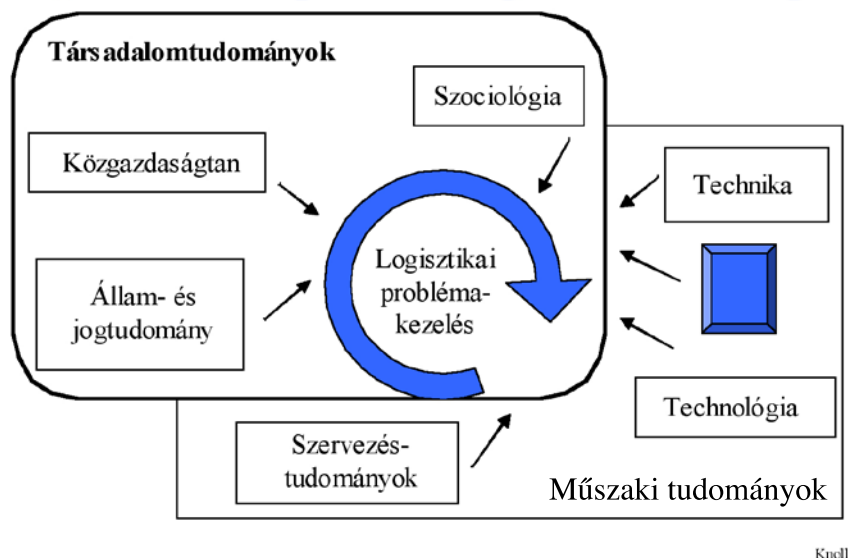 Társadalomtudományok
Szociológia
Közgazdaságtan
Technika
Logisztikai
probléma-
kezelés
Állam- és
jogtudomány
Technológia
Szervezés-
tudományok
Műszaki tudományok
Knoll